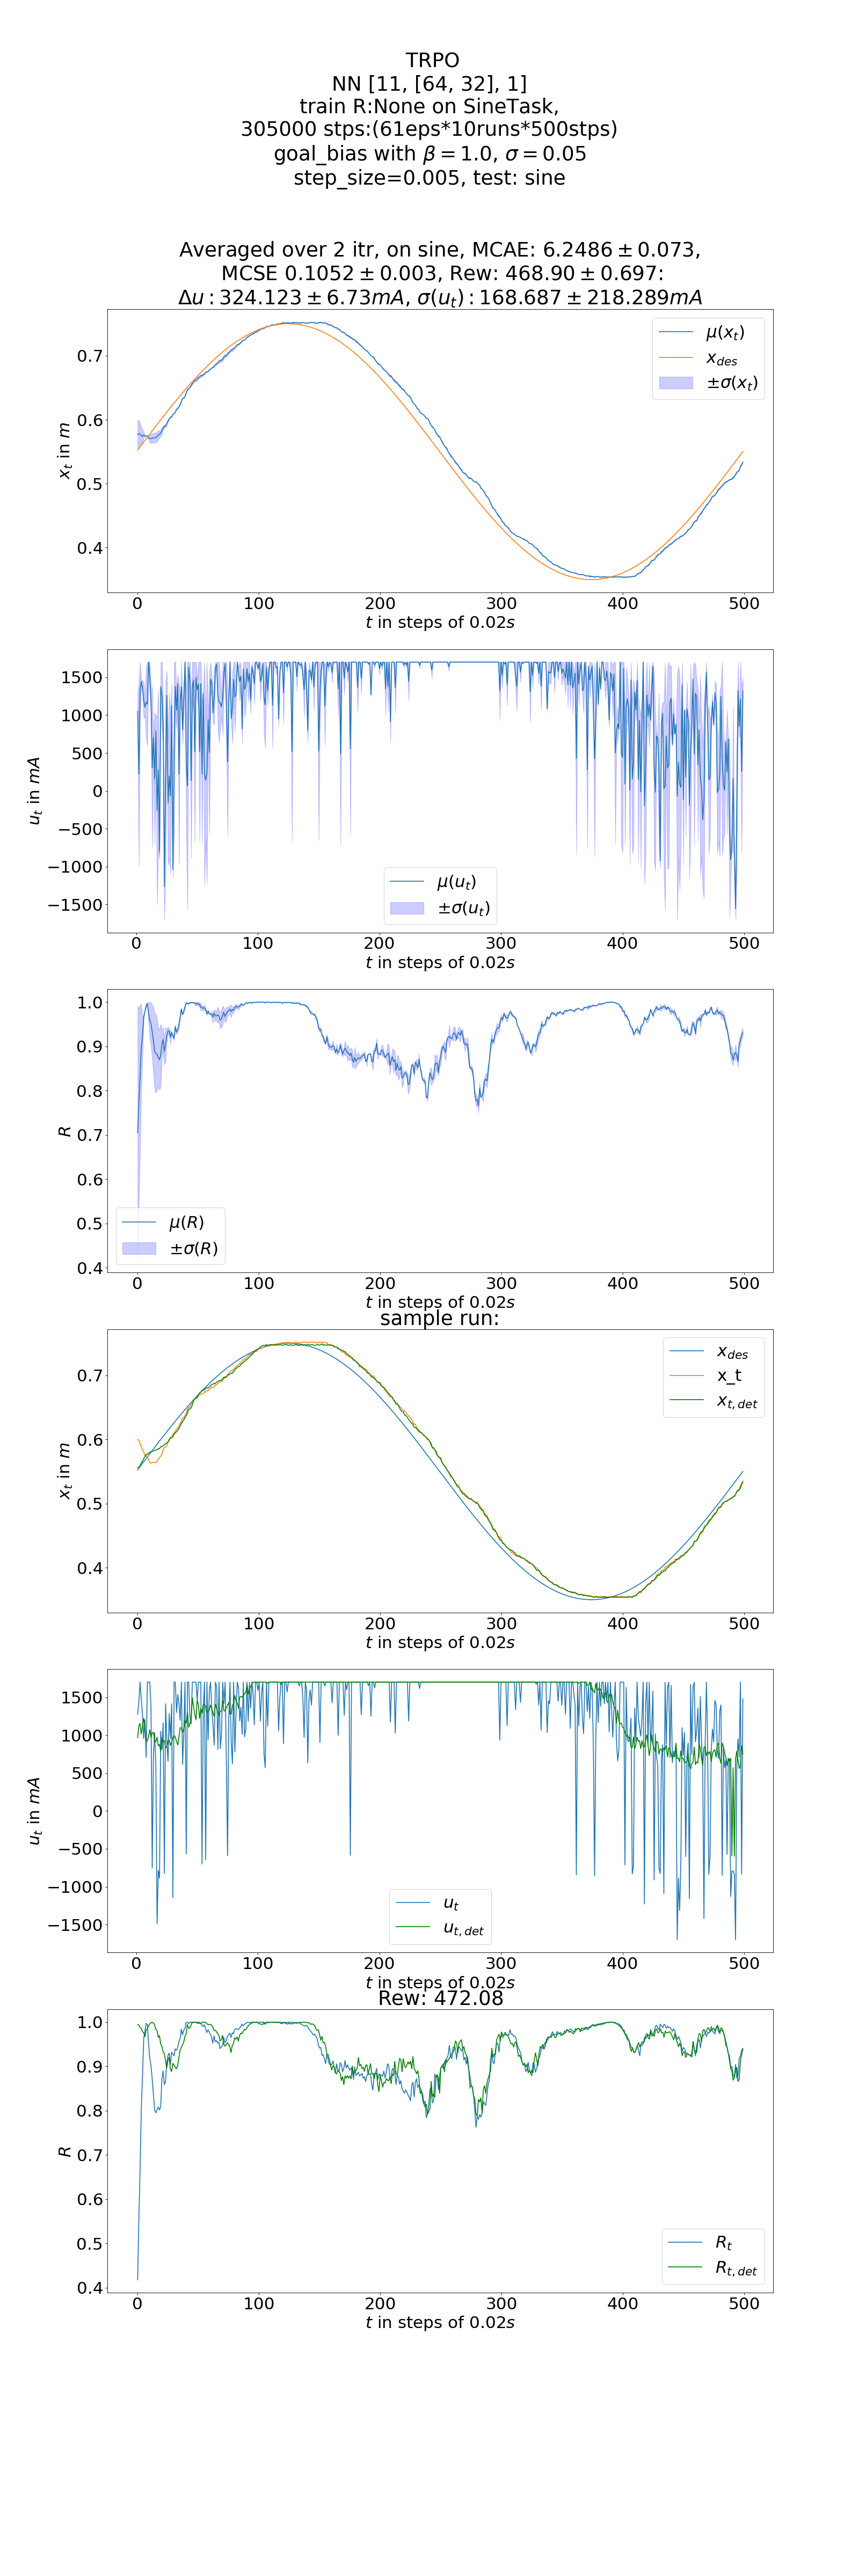 TRPO
NN [11, [64, 32], 1]
train R:None on SineTask,
305000 stps:(61eps*10runs*500stps)
goal_bias with β = 1.0, σ = 0.05
step_size=0.005, test: sine
Averaged over 2 itr, on sine, MCAE: 6.2486 ± 0.073,
MCSE 0.1052 ± 0.003, Rew: 468.90 ± 0.697:
Δu : 324.123 ± 6.73mA, σ(u_t) : 168.687 ± 218.289mA
μ(x_t)
x_des
±σ(x_t)
0.7
0.6
0.5
0.4
x_t in m
0 100 200 300 400 500
t in steps of 0.02s
1500
1000
500
0
−500
−1000
−1500
u_t in mA
μ(u_t)
±σ(u_t)
0 100 200 300 400 500
t in steps of 0.02s
1.0
0.9
0.8
0.7
0.6
0.5
0.4
R
μ(R)
±σ(R)
0 100 200 300 400 500
t in steps of 0.02s
sample run:
x_des
x_t
x_t,det
0.7
0.6
0.5
0.4
x_t in m
0 100 200 300 400 500
t in steps of 0.02s
1500
1000
500
0
−500
−1000
−1500
u_t in mA
u_t
u_t,det
0 100 200 300 400 500
t in steps of 0.02s
Rew: 472.08
1.0
0.9
0.8
0.7
0.6
0.5
0.4
R
R_t
R_t,det
0 100 200 300 400 500
t in steps of 0.02s